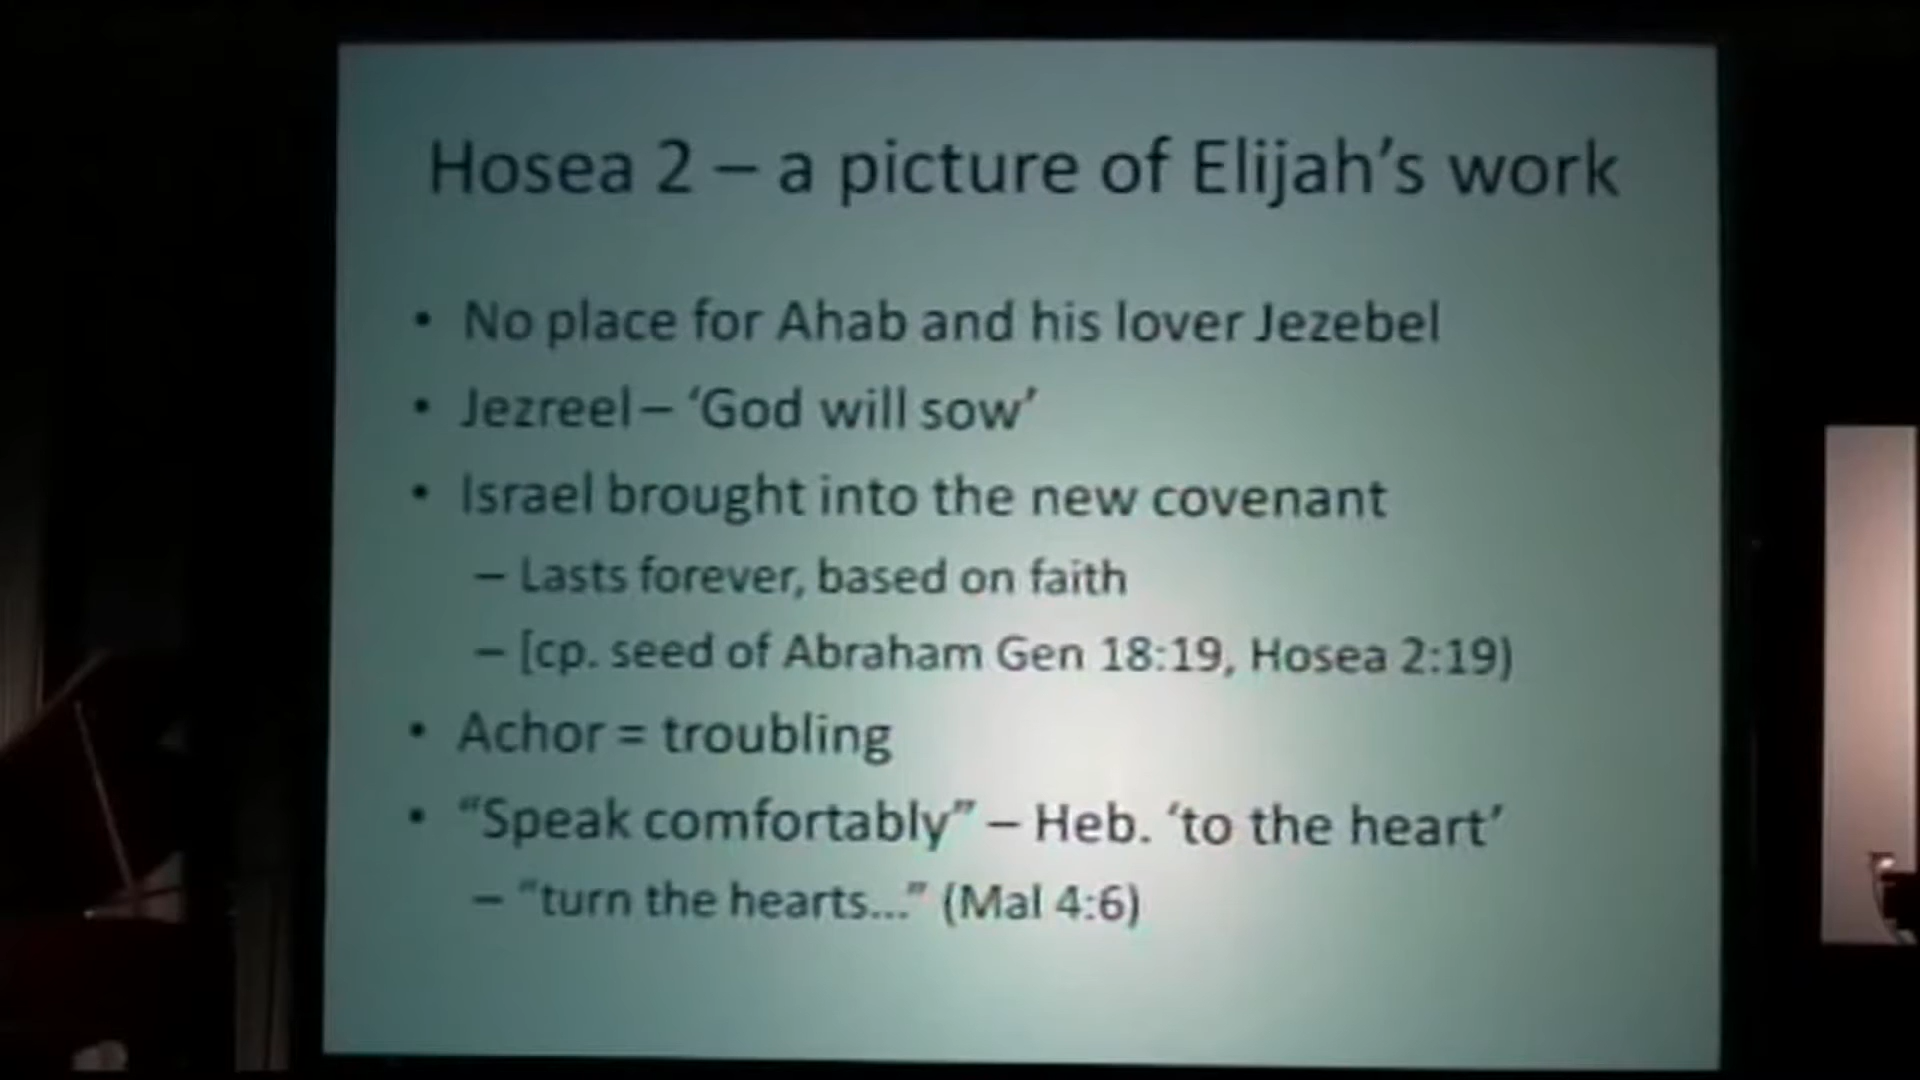 Hosea 2 – a picture of Elijah's work
• No place for Ahab and his lover Jezebel
• Jezreel – 'God will sow'
• Israel brought into the new covenant
– Lasts forever, based on faith
– [cp. seed of Abraham Gen 18:19, Hosea 2:19)
• Achor = troubling
• “Speak comfortably” – Heb. 'to the heart'
– “turn the hearts...” (Mal 4:6)